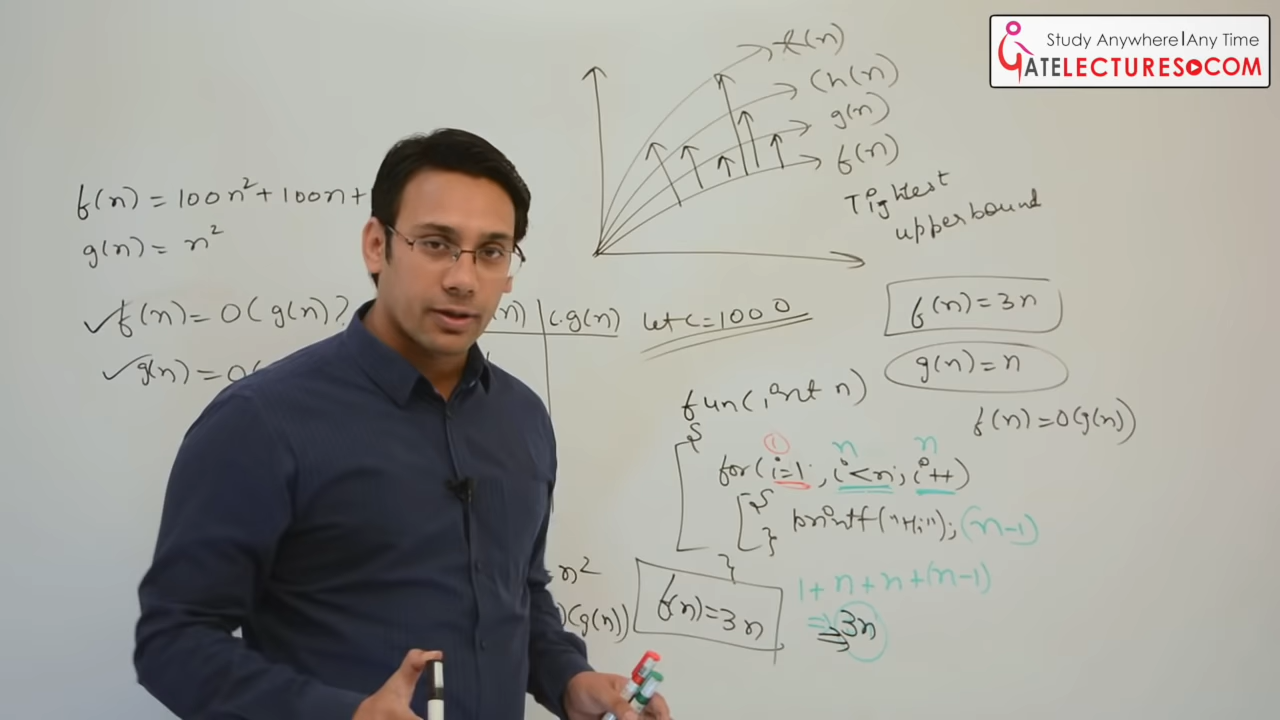 Study Anywhere|Any Time
GATELECTURES.COM
h(n)
g(n)
f(n)
Tightest
upperbound
f(n) = 100n² + 100n +
g(n) = n²
f(n) = O(g(n)?
g(n) = O(
(n)
C.g(n)
let C=1000
f(n) = 3n
g(n) = n
f(n) = O(g(n))
fun(int n)
{
1 n n
for(i=1; i<n; i++)
{
printf("Hi"); (n-1)
}
}
1 + n + n + (n-1)
⇒ 3n
n²
(g(n))
f(n) = 3n